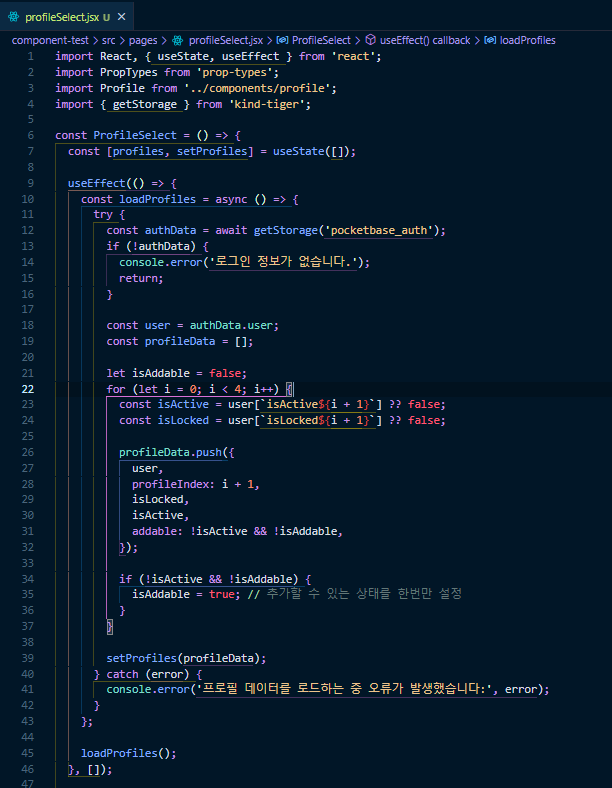 profileSelect.jsx U ×
component-test > src > pages > profileSelect.jsx > ProfileSelect > useEffect() callback > loadProfiles
1 import React, { useState, useEffect } from 'react';
2 import PropTypes from 'prop-types';
3 import Profile from '../components/profile';
4 import { getStorage } from 'kind-tiger';
5
6 const ProfileSelect = () => {
7 const [profiles, setProfiles] = useState([]);
8
9 useEffect(() => {
10 const loadProfiles = async () => {
11 try {
12 const authData = await getStorage('pocketbase_auth');
13 if (!authData) {
14 console.error('로그인 정보가 없습니다.');
15 return;
16 }
17
18 const user = authData.user;
19 const profileData = [];
20
21 let isAddable = false;
22 for (let i = 0; i < 4; i++) {
23 const isActive = user[`isActive${i + 1}`] ?? false;
24 const isLocked = user[`isLocked${i + 1}`] ?? false;
25
26 profileData.push({
27 user,
28 profileIndex: i + 1,
29 isLocked,
30 isActive,
31 addable: !isActive && !isAddable,
32 });
33
34 if (!isActive && !isAddable) {
35 isAddable = true; // 추가할 수 있는 상태를 한번만 설정
36 }
37 }
38
39 setProfiles(profileData);
40 } catch (error) {
41 console.error('프로필 데이터를 로드하는 중 오류가 발생했습니다:', error);
42 }
43 };
44
45 loadProfiles();
46 }, []);
47